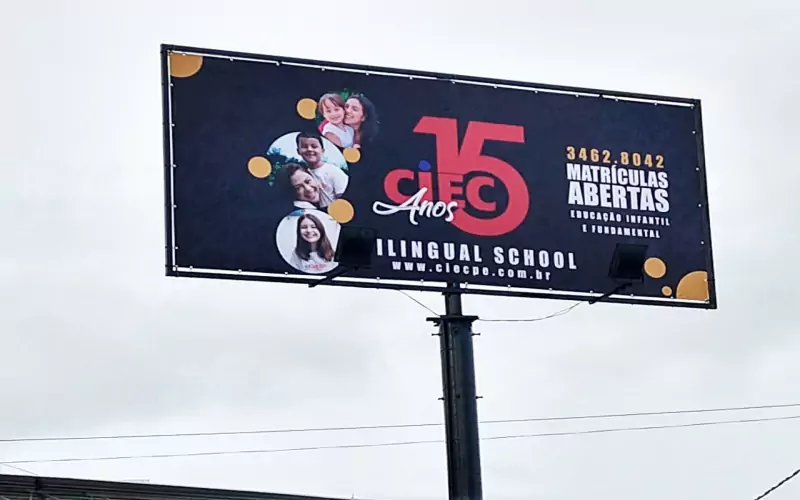 15
CIEC
Anos
ILINGUAL SCHOOL
www.ciecpe.com.br
3462.8042
MATRÍCULAS
ABERTAS
EDUCAÇÃO INFANTIL
E FUNDAMENTAL